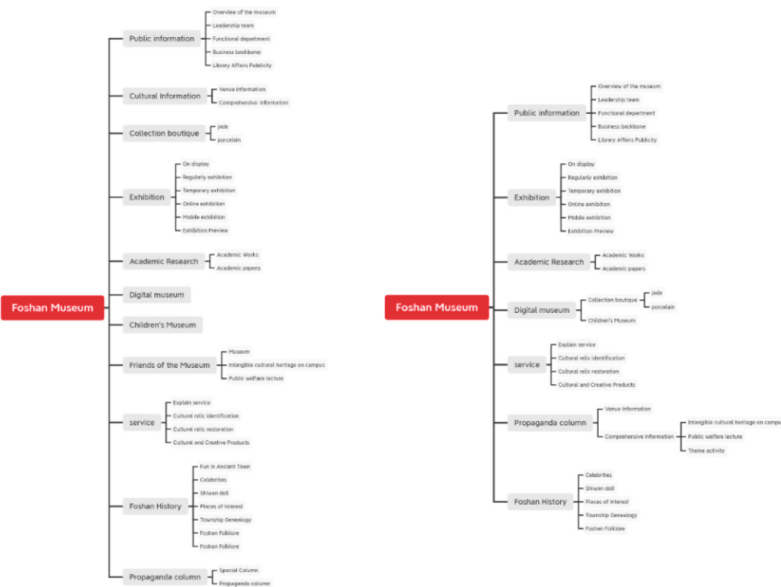 Foshan Museum
Public information
Overview of the museum
Leadership team
Functional department
Business backbone
Library Affairs Publicity
Cultural Information
Venue information
Comprehensive information
Collection boutique
jade
porcelain
Exhibition
On display
Regularly exhibition
Temporary exhibition
Online exhibition
Mobile exhibition
Exhibition Preview
Academic Research
Academic Works
Academic papers
Digital museum
Children's Museum
Friends of the Museum
Museum
Intangible cultural heritage on campus
Public welfare lecture
service
Explain service
Cultural relic identification
Cultural relic restoration
Cultural and Creative Products
Foshan History
Fun in Ancient Town
Celebrities
Shiwan doll
Places of Interest
Township Genealogy
Foshan Folklore
Foshan Folklore
Propaganda column
Special Column
Propaganda column
Foshan Museum
Public information
Overview of the museum
Leadership team
Functional department
Business backbone
Library Affairs Publicity
Exhibition
On display
Regularly exhibition
Temporary exhibition
Online exhibition
Mobile exhibition
Exhibition Preview
Academic Research
Academic Works
Academic papers
Digital museum
Collection boutique
jade
porcelain
Children's Museum
service
Explain service
Cultural relic identification
Cultural relic restoration
Cultural and Creative Products
Propaganda column
Venue information
Comprehensive information
Intangible cultural heritage on campu
Public welfare lecture
Theme activity
Foshan History
Celebrities
Shiwan doll
Places of Interest
Township Genealogy
Foshan Folklore